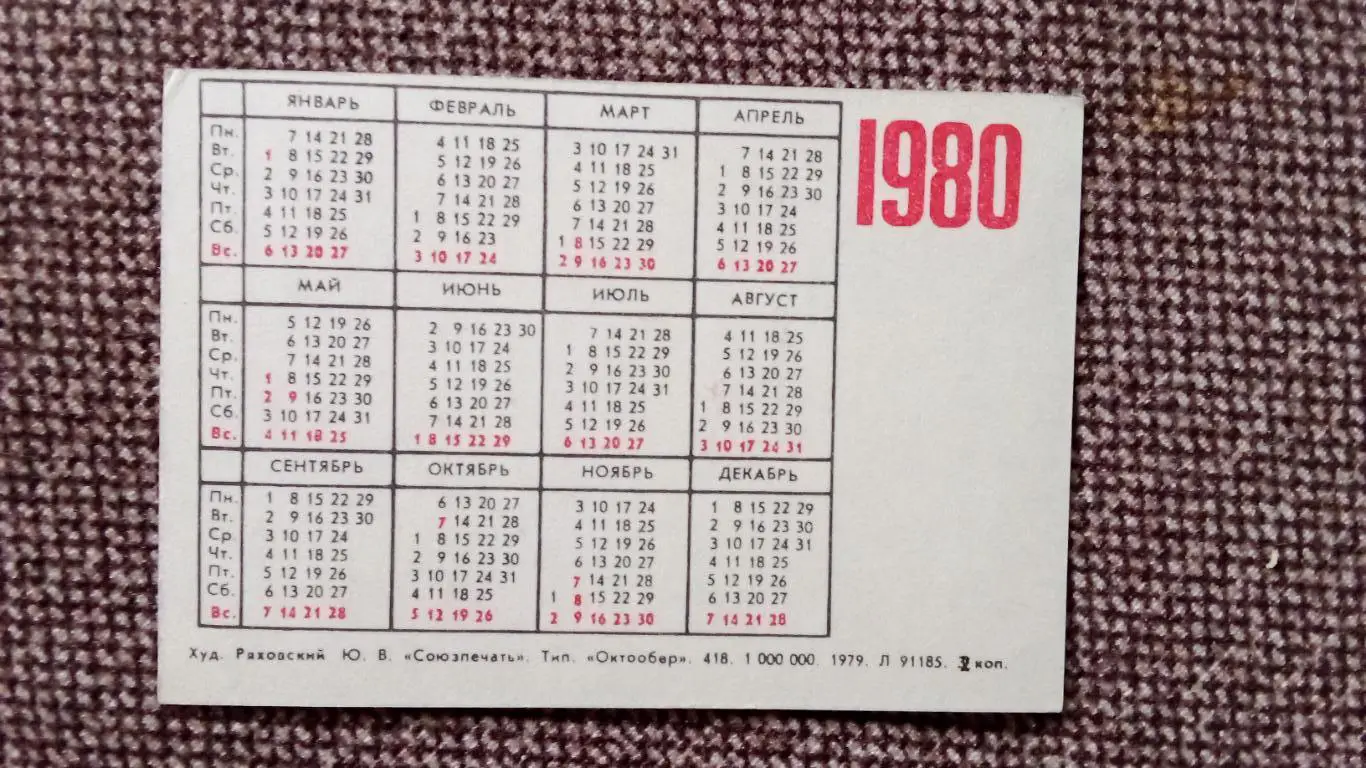 1980
ЯНВАРЬ ФЕВРАЛЬ МАРТ АПРЕЛЬ
Пн. 7 14 21 28 4 11 18 25 3 10 17 24 31 7 14 21 28
Вт. 1 8 15 22 29 5 12 19 26 4 11 18 25 1 8 15 22 29
Ср. 2 9 16 23 30 6 13 20 27 5 12 19 26 2 9 16 23 30
Чт. 3 10 17 24 31 7 14 21 28 6 13 20 27 3 10 17 24
Пт. 4 11 18 25 1 8 15 22 29 7 14 21 28 4 11 18 25
Сб. 5 12 19 26 2 9 16 23 1 8 15 22 29 5 12 19 26
Вс. 6 13 20 27 3 10 17 24 2 9 16 23 30 6 13 20 27
МАЙ ИЮНЬ ИЮЛЬ АВГУСТ
Пн. 5 12 19 26 2 9 16 23 30 7 14 21 28 4 11 18 25
Вт. 6 13 20 27 3 10 17 24 1 8 15 22 29 5 12 19 26
Ср. 7 14 21 28 4 11 18 25 2 9 16 23 30 6 13 20 27
Чт. 1 8 15 22 29 5 12 19 26 3 10 17 24 31 7 14 21 28
Пт. 2 9 16 23 30 6 13 20 27 4 11 18 25 1 8 15 22 29
Сб. 3 10 17 24 31 7 14 21 28 5 12 19 26 2 9 16 23 30
Вс. 4 11 18 25 1 8 15 22 29 6 13 20 27 3 10 17 24 31
СЕНТЯБРЬ ОКТЯБРЬ НОЯБРЬ ДЕКАБРЬ
Пн. 1 8 15 22 29 6 13 20 27 3 10 17 24 1 8 15 22 29
Вт. 2 9 16 23 30 7 14 21 28 4 11 18 25 2 9 16 23 30
Ср. 3 10 17 24 1 8 15 22 29 5 12 19 26 3 10 17 24 31
Чт. 4 11 18 25 2 9 16 23 30 6 13 20 27 4 11 18 25
Пт. 5 12 19 26 3 10 17 24 31 7 14 21 28 5 12 19 26
Сб. 6 13 20 27 4 11 18 25 1 8 15 22 29 6 13 20 27
Вс. 7 14 21 28 5 12 19 26 2 9 16 23 30 7 14 21 28
Худ. Ряховский Ю. В. «Союзпечать». Тип. «Октообер». 418. 1 000 000. 1979. Л 91185. коп.